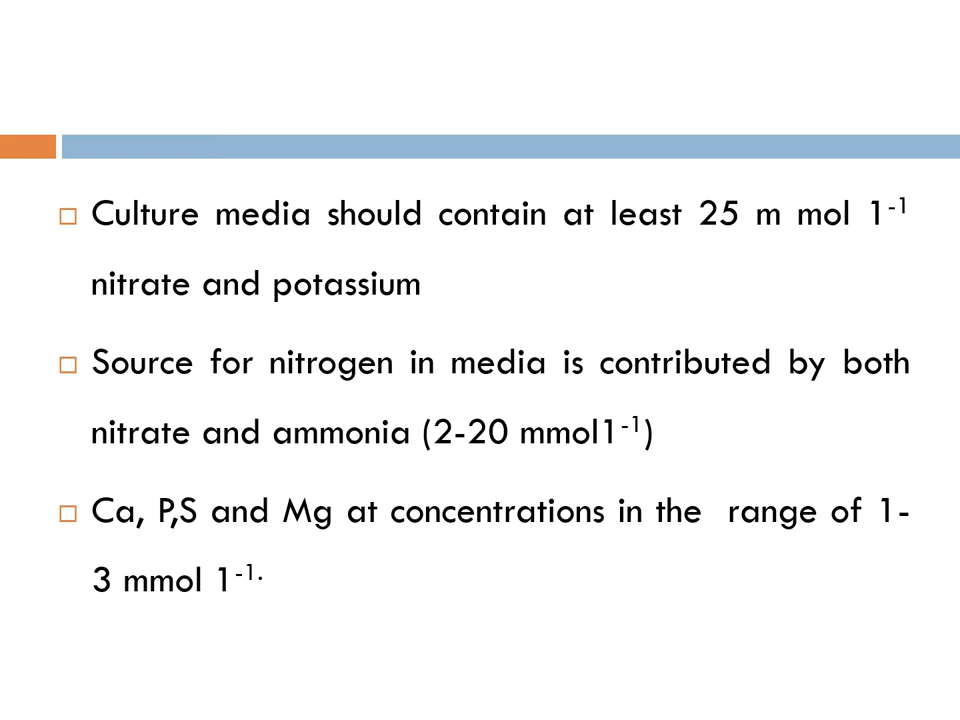 Culture media should contain at least 25 m mol 1⁻¹
nitrate and potassium
Source for nitrogen in media is contributed by both
nitrate and ammonia (2-20 mmol1⁻¹)
Ca, P,S and Mg at concentrations in the range of 1-
3 mmol 1⁻¹·